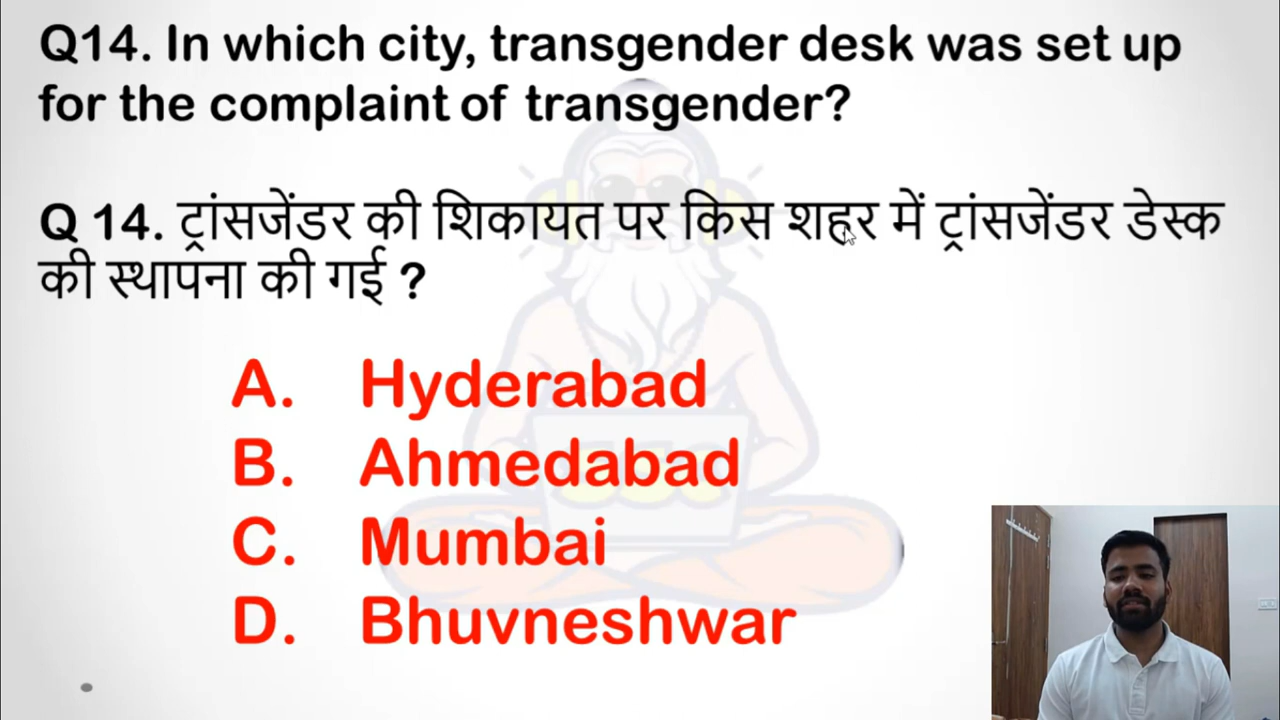 Q14. In which city, transgender desk was set up
for the complaint of transgender?
Q 14. ट्रांसजेंडर की शिकायत पर किस शहर में ट्रांसजेंडर डेस्क
की स्थापना की गई ?
A. Hyderabad
B. Ahmedabad
C. Mumbai
D. Bhuvneshwar